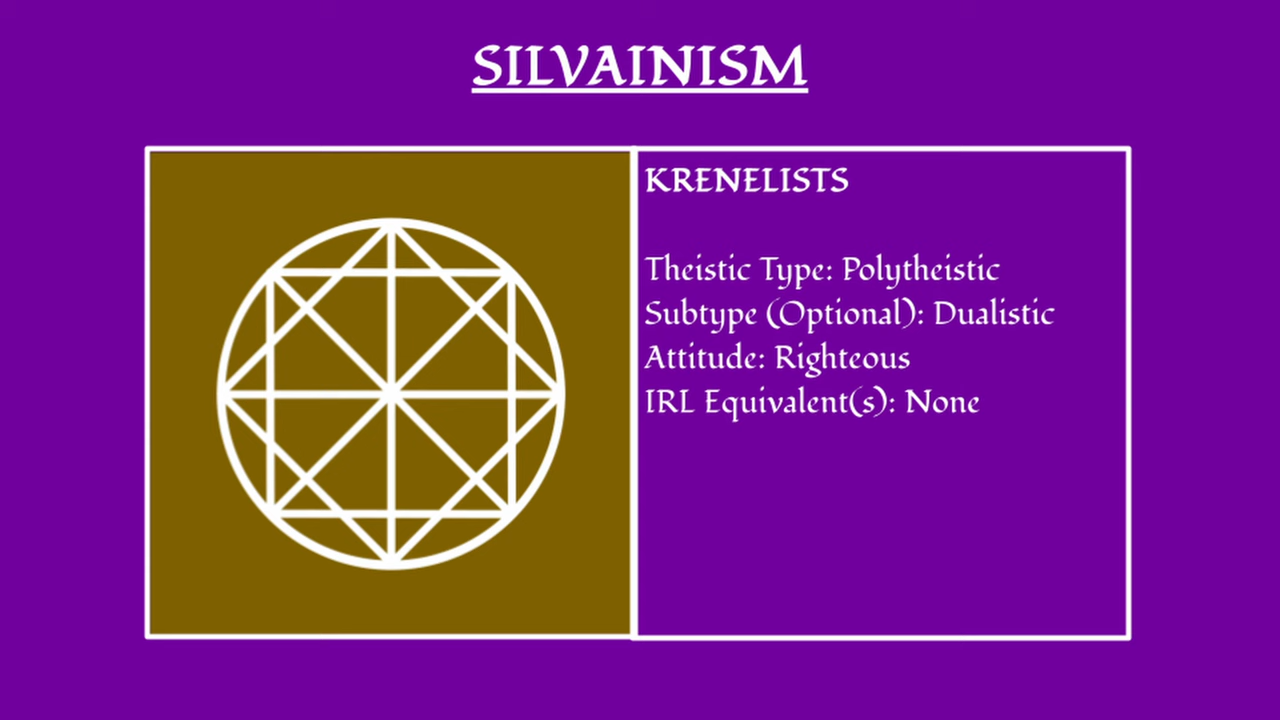 SILVAINISM
KRENELISTS
Theistic Type: Polytheistic
Subtype (Optional): Dualistic
Attitude: Righteous
IRL Equivalent(s): None